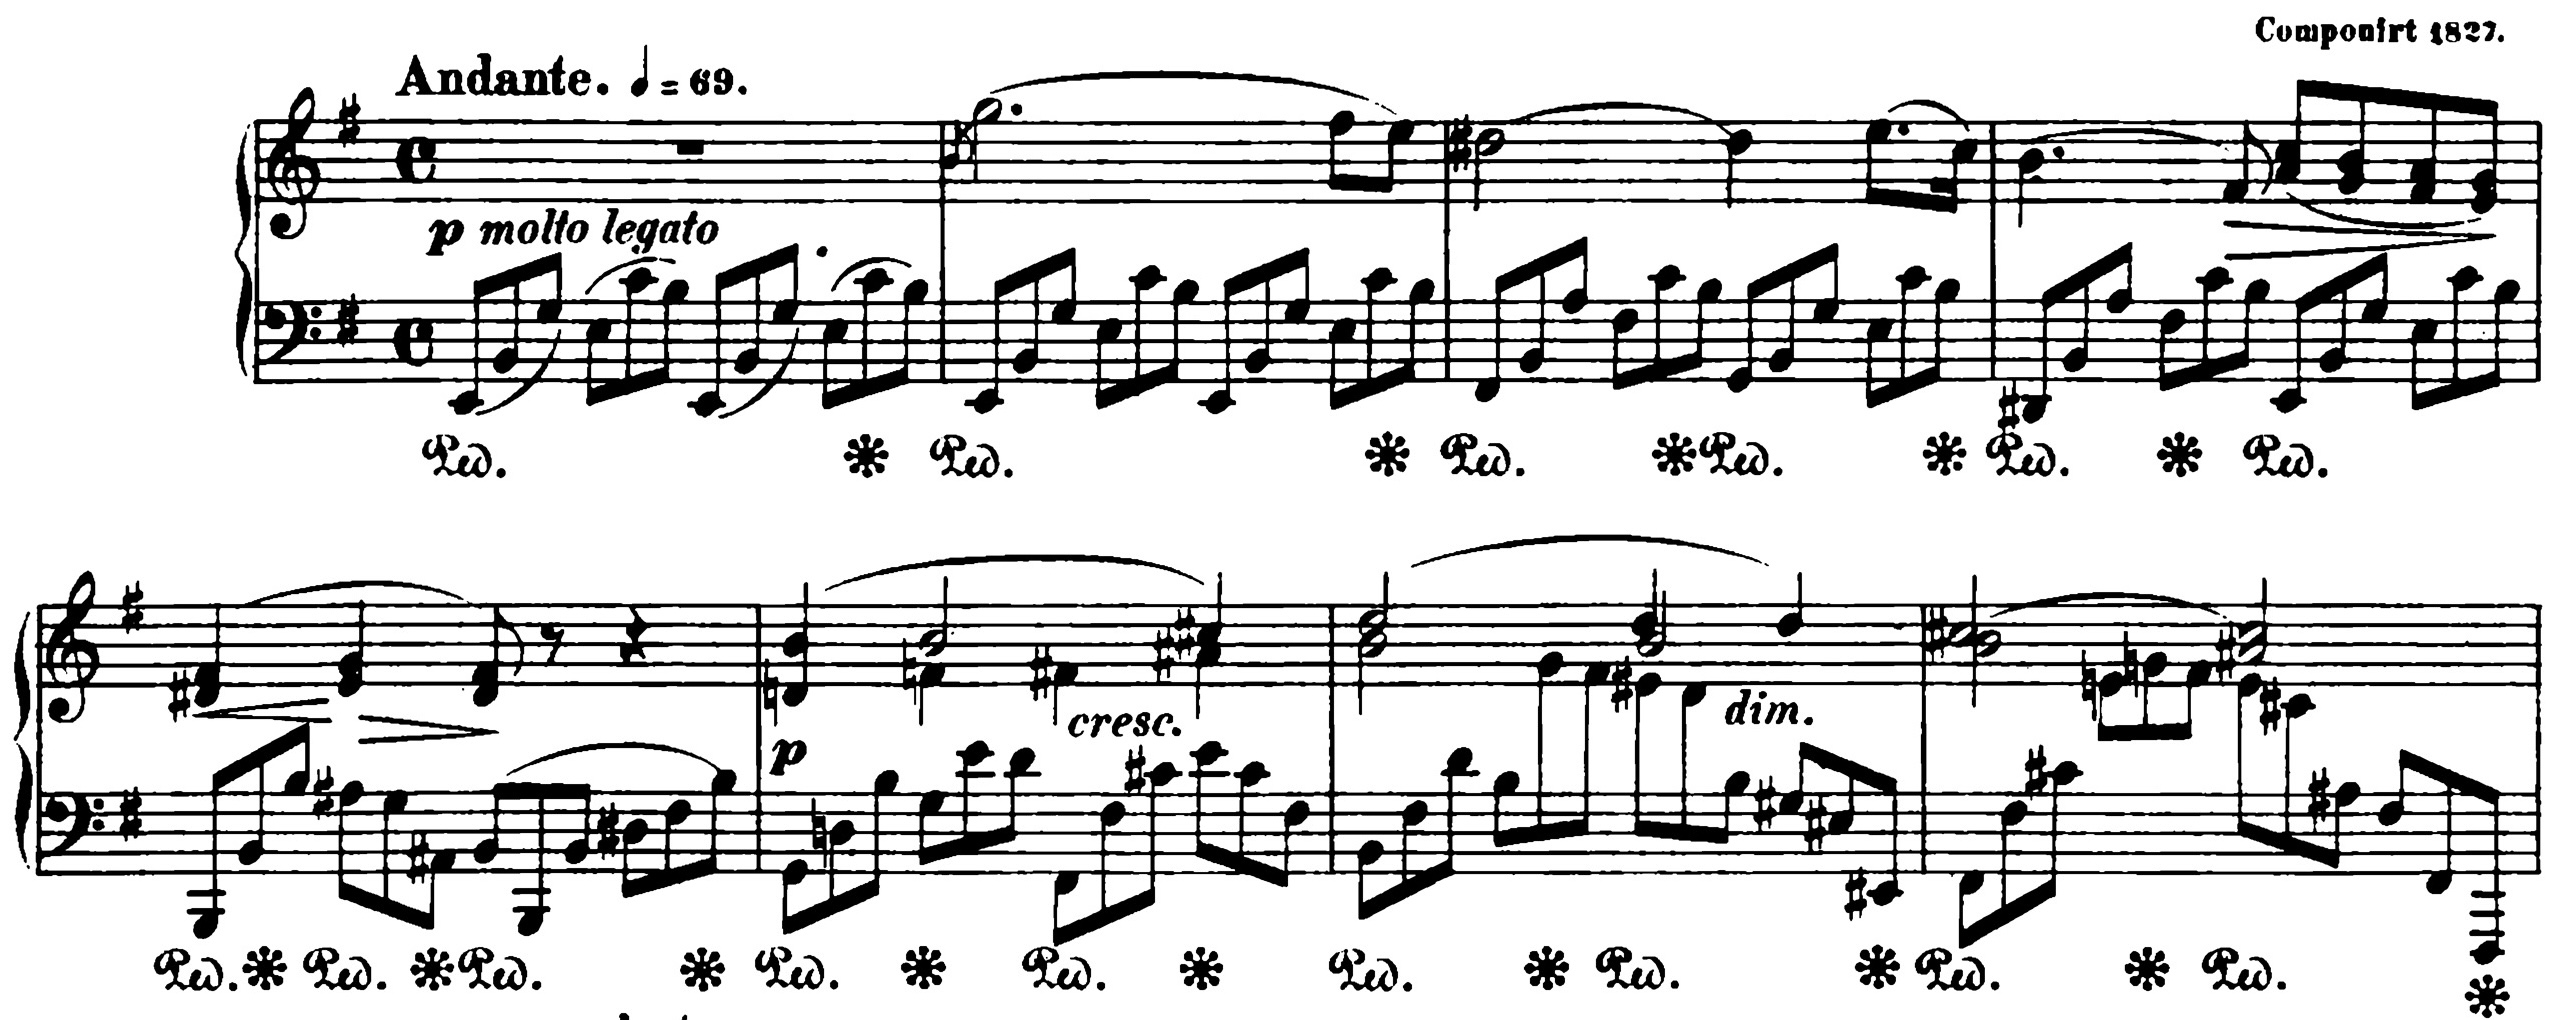 Componirt 1827.
Andante. ♩ = 69.
p molto legato
Ped. * Ped. * Ped. * Ped. * Ped. * Ped.
p cresc. dim.
Ped. * Ped. * Ped. * Ped. * Ped. * Ped. * Ped. * Ped. * Ped. *